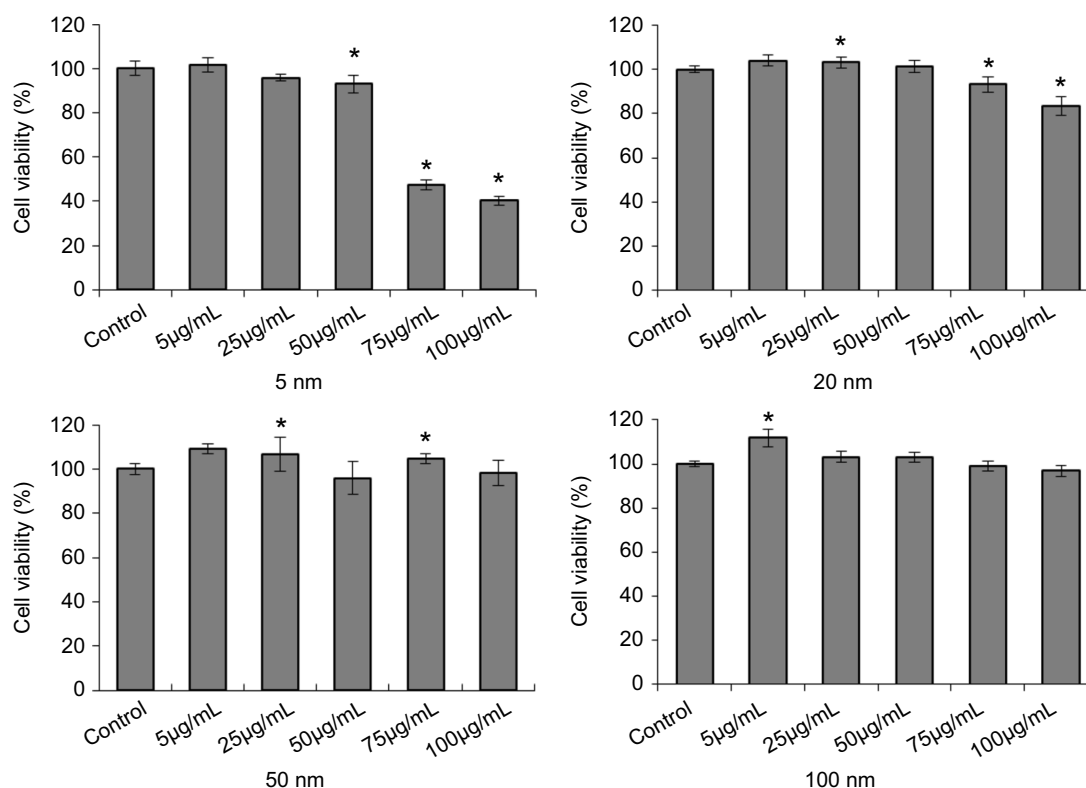 120
100
80
60
40
20
0
Cell viability (%)
*
*
*
Control
5µg/mL
25µg/mL
50µg/mL
75µg/mL
100µg/mL
5 nm
120
100
80
60
40
20
0
Cell viability (%)
*
*
*
Control
5µg/mL
25µg/mL
50µg/mL
75µg/mL
100µg/mL
20 nm
120
100
80
60
40
20
0
Cell viability (%)
*
*
Control
5µg/mL
25µg/mL
50µg/mL
75µg/mL
100µg/mL
50 nm
120
100
80
60
40
20
0
Cell viability (%)
*
Control
5µg/mL
25µg/mL
50µg/mL
75µg/mL
100µg/mL
100 nm